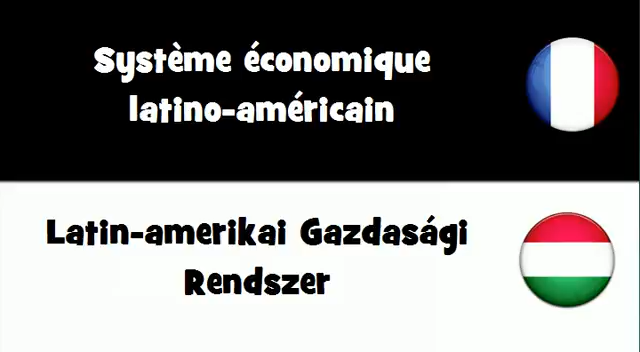 Système économique
latino-américain
Latin-amerikai Gazdasági
Rendszer